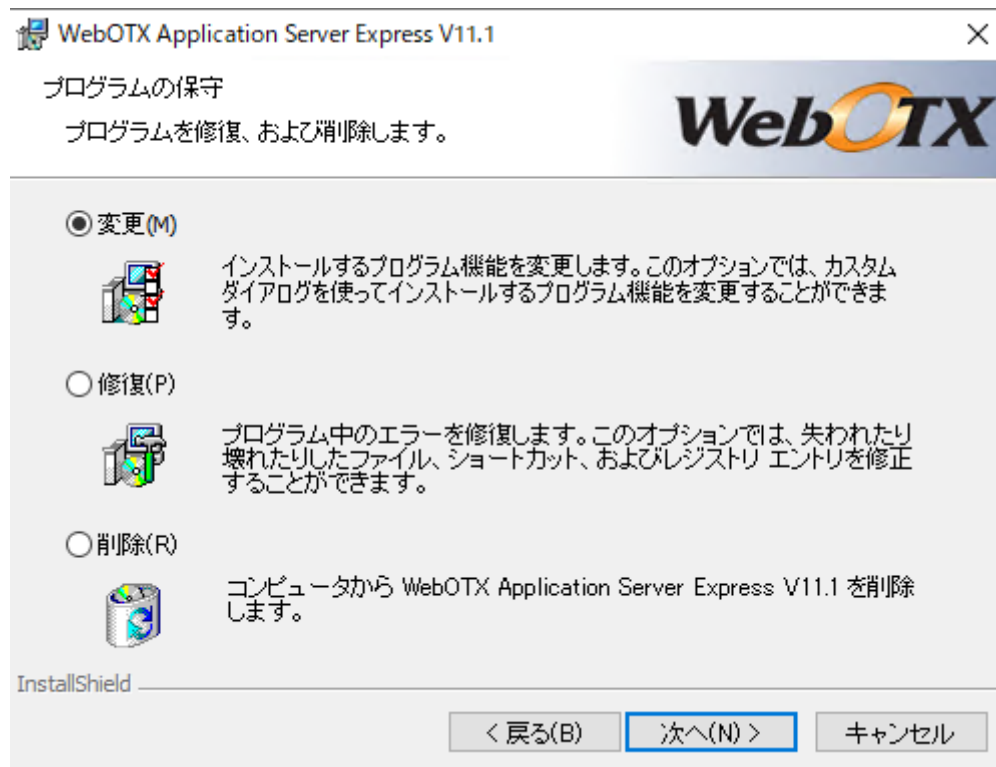 WebOTX Application Server Express V11.1
プログラムの保守
プログラムを修復、および削除します。
WebOTX
変更(M)
インストールするプログラム機能を変更します。このオプションでは、カスタム
ダイアログを使ってインストールするプログラム機能を変更することができま
す。
修復(P)
プログラム中のエラーを修復します。このオプションでは、失われたり
壊れたりしたファイル、ショートカット、およびレジストリ エントリを修正
することができます。
削除(R)
コンピュータから WebOTX Application Server Express V11.1 を削除
します。
InstallShield
< 戻る(B)
次へ(N) >
キャンセル